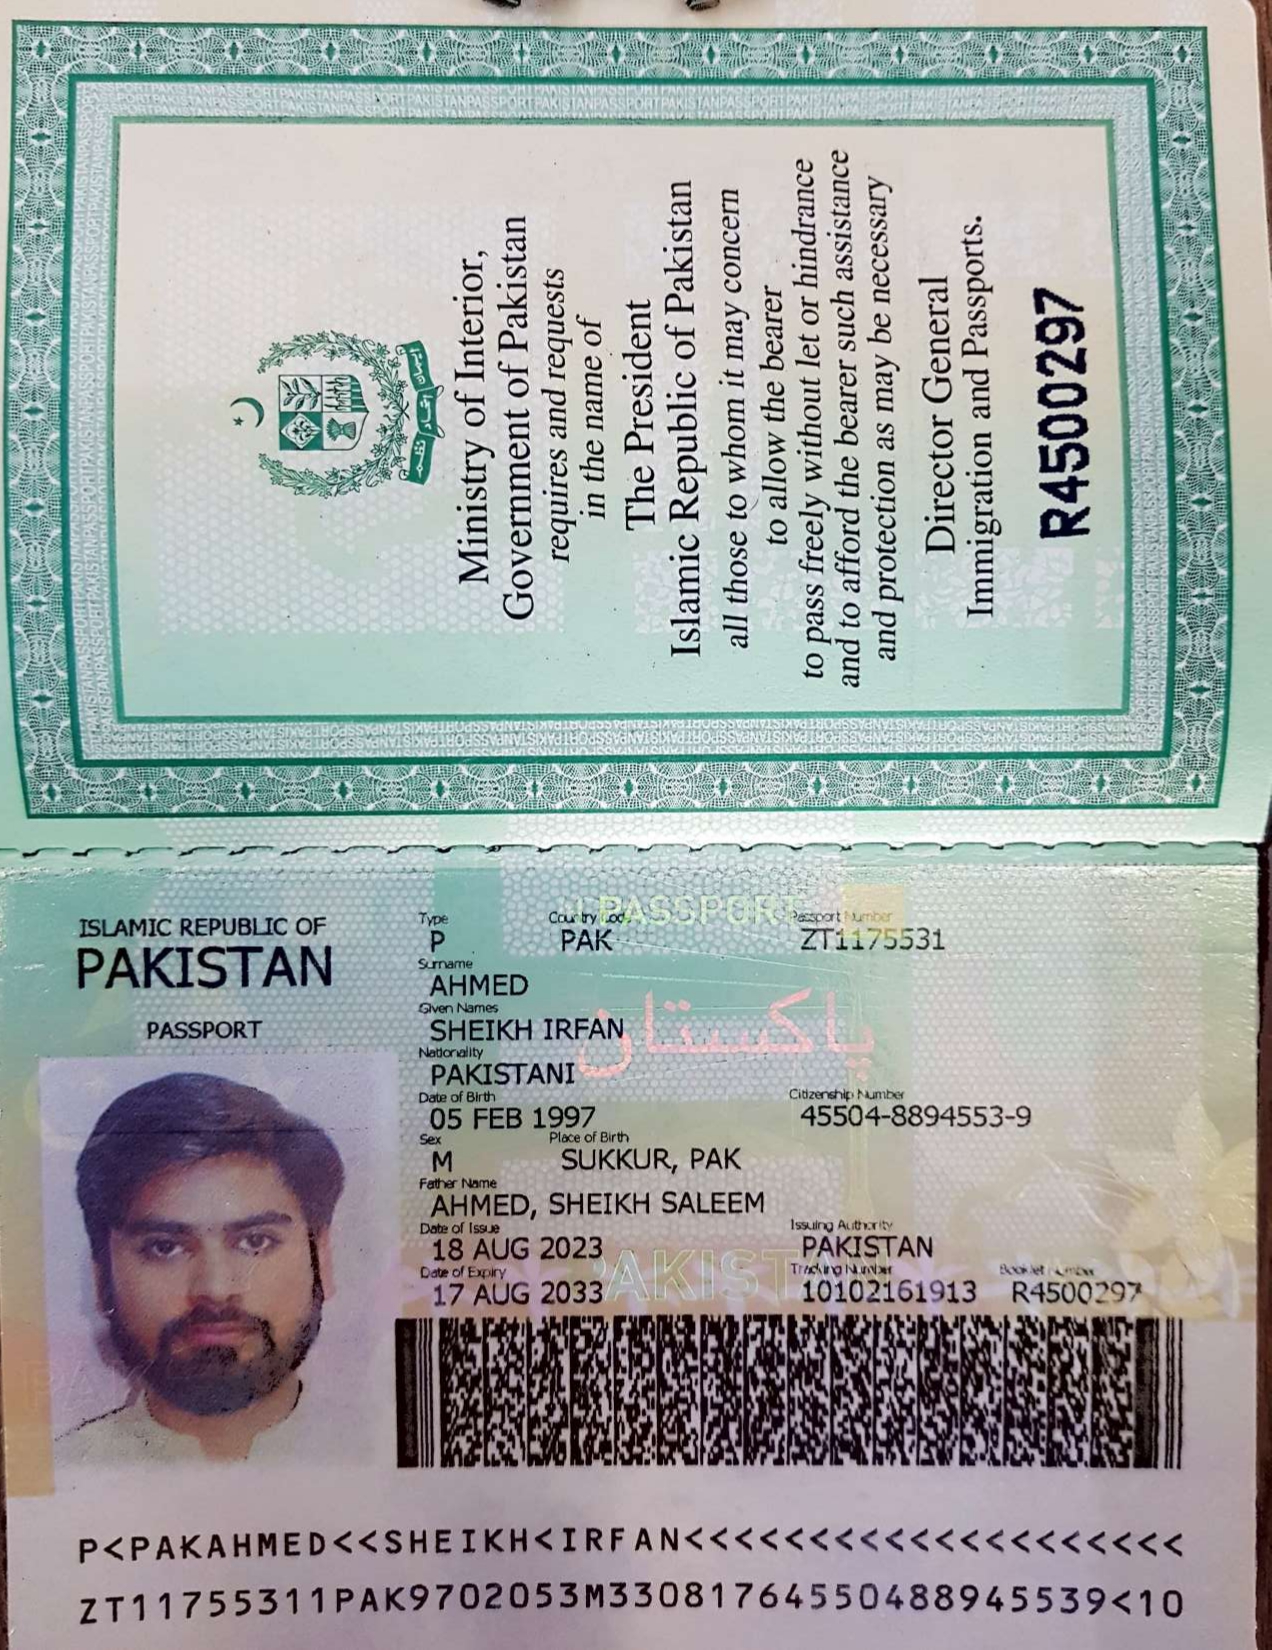 ایمان اتحاد نظم
Ministry of Interior,
Government of Pakistan
requires and requests
in the name of
The President
Islamic Republic of Pakistan
all those to whom it may concern
to allow the bearer
to pass freely without let or hindrance
and to afford the bearer such assistance
and protection as may be necessary
Director General
Immigration and Passports.
R4500297
ISLAMIC REPUBLIC OF
PAKISTAN
PASSPORT
Type Country Code Passport Number
P PAK ZT1175531
PASSPORT
Surname
AHMED
Given Names
SHEIKH IRFAN
پاکستان
Nationality
PAKISTANI
Date of Birth Citizenship Number
05 FEB 1997 45504-8894553-9
Sex Place of Birth
M SUKKUR, PAK
Father Name
AHMED, SHEIKH SALEEM
Date of Issue Issuing Authority
18 AUG 2023 PAKISTAN
Date of Expiry Tracking Number Booklet Number
17 AUG 2033 10102161913 R4500297
P<PAKAHMED<<SHEIKH<IRFAN<<<<<<<<<<<<<<<<<<<<
ZT11755311PAK9702053M33081764550488945539<10